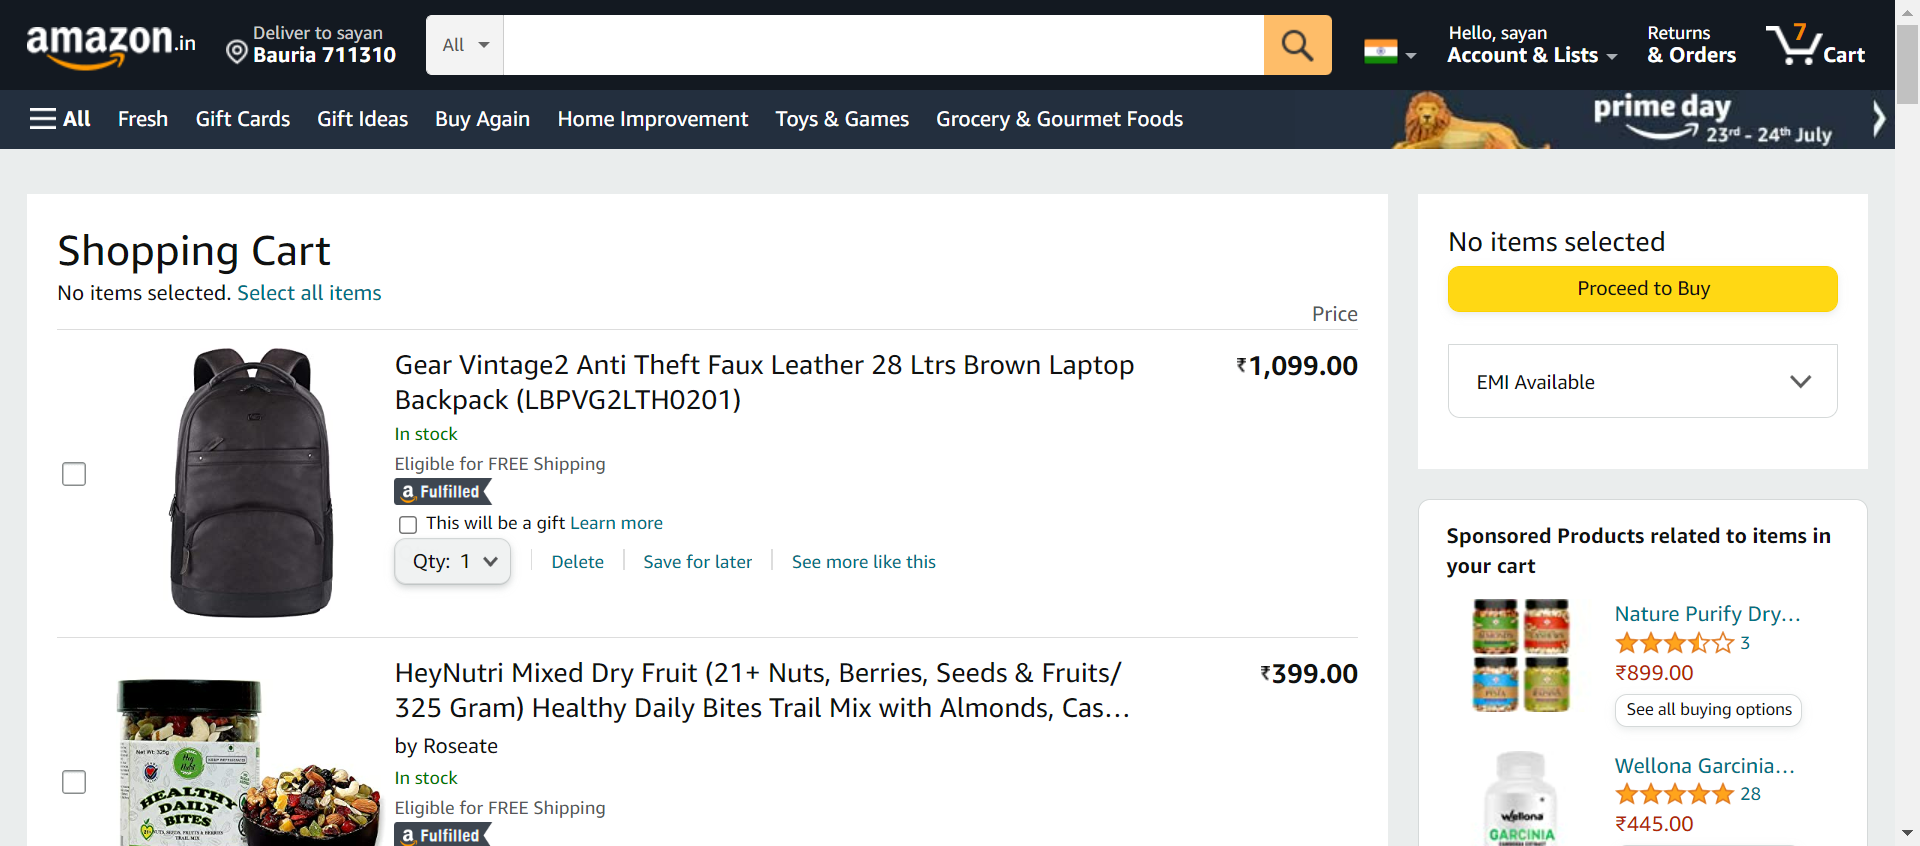 amazon.in
Deliver to sayan
Bauria 711310
All
Hello, sayan
Account & Lists
Returns
& Orders
7
Cart
All
Fresh
Gift Cards
Gift Ideas
Buy Again
Home Improvement
Toys & Games
Grocery & Gourmet Foods
prime day
23rd - 24th July
Shopping Cart
No items selected. Select all items
Price
Gear Vintage2 Anti Theft Faux Leather 28 Ltrs Brown Laptop
Backpack (LBPVG2LTH0201)
₹1,099.00
In stock
Eligible for FREE Shipping
a Fulfilled
This will be a gift Learn more
Qty: 1
Delete
Save for later
See more like this
HeyNutri Mixed Dry Fruit (21+ Nuts, Berries, Seeds & Fruits/
325 Gram) Healthy Daily Bites Trail Mix with Almonds, Cas…
₹399.00
by Roseate
In stock
Eligible for FREE Shipping
a Fulfilled
Net Wt: 325g
HEALTHY
DAILY
BITES
TRAIL MIX
No items selected
Proceed to Buy
EMI Available
Sponsored Products related to items in
your cart
Nature Purify Dry…
3
₹899.00
See all buying options
Wellona Garcinia…
28
₹445.00
wellona
GARCINIA